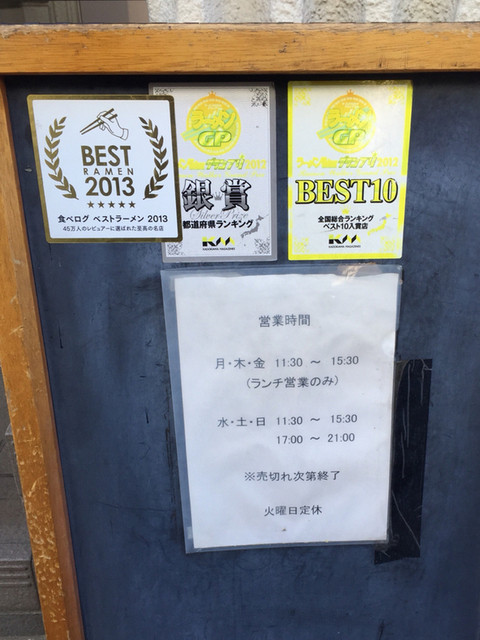 BEST
RAMEN
2013
★★★★★
食べログ ベストラーメン 2013
45万人のレビュアーに選ばれた至高の名店
ラーメン
GP
2013
銀賞
Silver Prize
都道府県ランキング
ラーメン
GP
2013
BEST10
全国総合ランキング
ベスト10入賞店
営業時間
月・木・金 11:30 ～ 15:30
(ランチ営業のみ)
水・土・日 11:30 ～ 15:30
17:00 ～ 21:00
※売切れ次第終了
火曜日定休